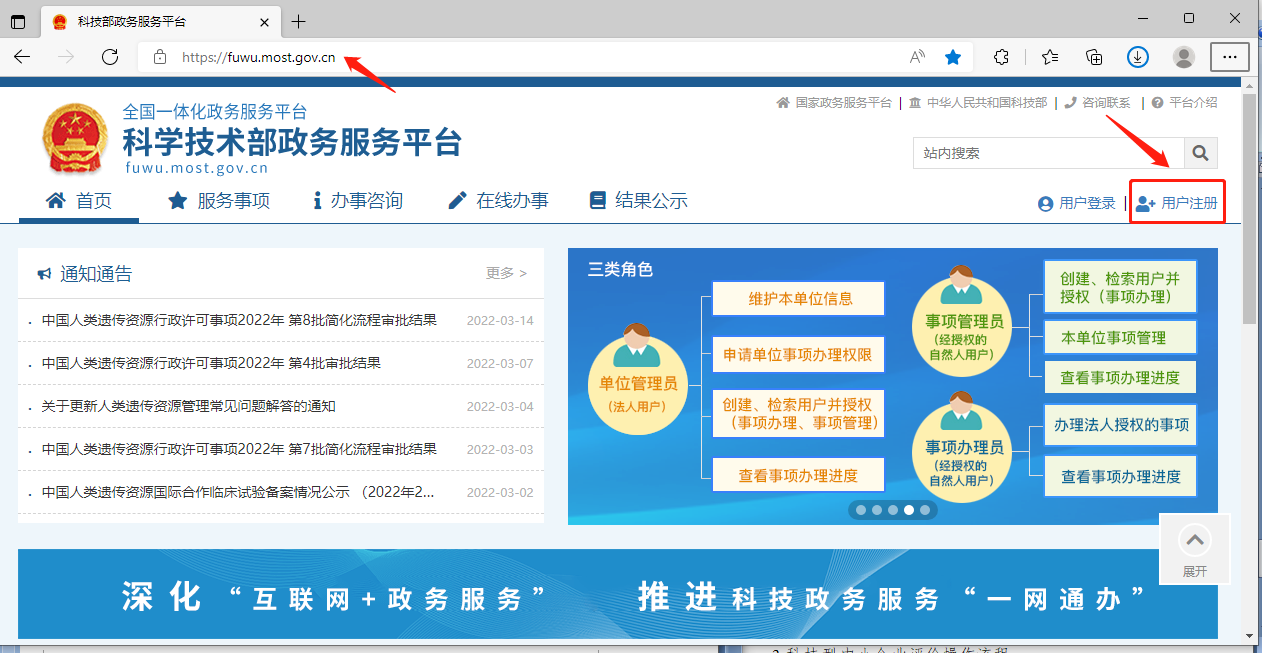 科技部政务服务平台
https://fuwu.most.gov.cn
国家政务服务平台 | 中华人民共和国科技部 | 咨询联系 | 平台介绍
全国一体化政务服务平台
科学技术部政务服务平台
fuwu.most.gov.cn
站内搜索
首页 服务事项 办事咨询 在线办事 结果公示
用户登录 | 用户注册
通知通告 更多 >
. 中国人类遗传资源行政许可事项2022年 第8批简化流程审批结果 2022-03-14
. 中国人类遗传资源行政许可事项2022年 第4批审批结果 2022-03-07
. 关于更新人类遗传资源管理常见问题解答的通知 2022-03-04
. 中国人类遗传资源行政许可事项2022年 第7批简化流程审批结果 2022-03-03
. 中国人类遗传资源国际合作临床试验备案情况公示 （2022年2... 2022-03-02
三类角色
单位管理员
(法人用户)
维护本单位信息
申请单位事项办理权限
创建、检索用户并授权
（事项办理、事项管理）
查看事项办理进度
事项管理员
(经授权的
自然人用户)
创建、检索用户并
授权（事项办理）
本单位事项管理
查看事项办理进度
事项办理员
(经授权的
自然人用户)
办理法人授权的事项
查看事项办理进度
展开
深化“互联网+政务服务” 推进科技政务服务“一网通办”